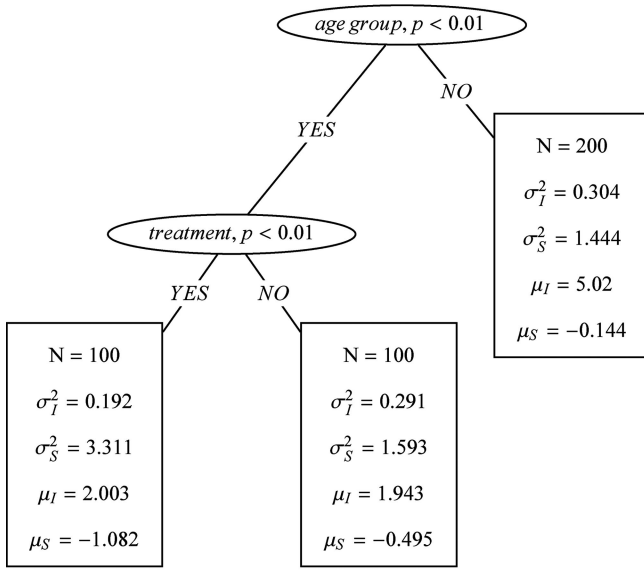 age group, p < 0.01
YES
NO
N = 200
σ²_I = 0.304
σ²_S = 1.444
μ_I = 5.02
μ_S = −0.144
treatment, p < 0.01
YES
NO
N = 100
σ²_I = 0.192
σ²_S = 3.311
μ_I = 2.003
μ_S = −1.082
N = 100
σ²_I = 0.291
σ²_S = 1.593
μ_I = 1.943
μ_S = −0.495